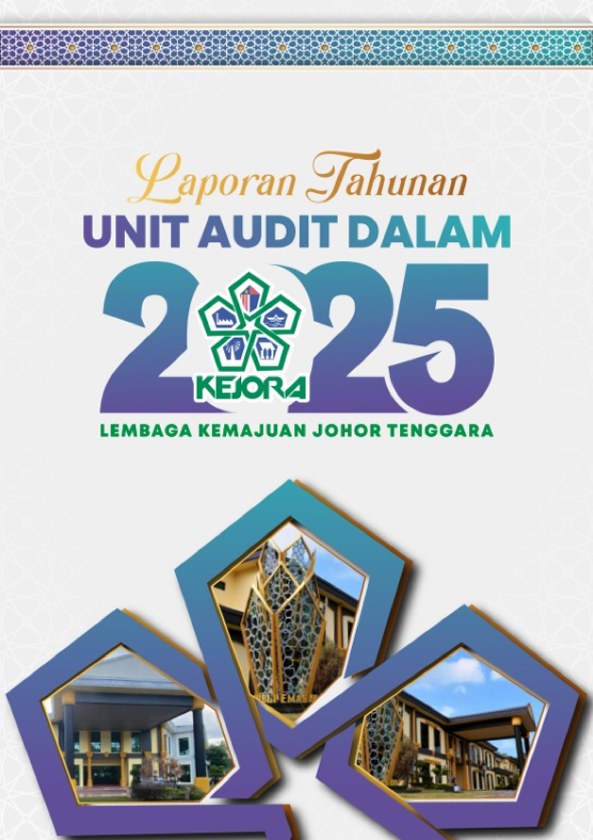 Laporan Tahunan
UNIT AUDIT DALAM
2025
KEJORA
LEMBAGA KEMAJUAN JOHOR TENGGARA